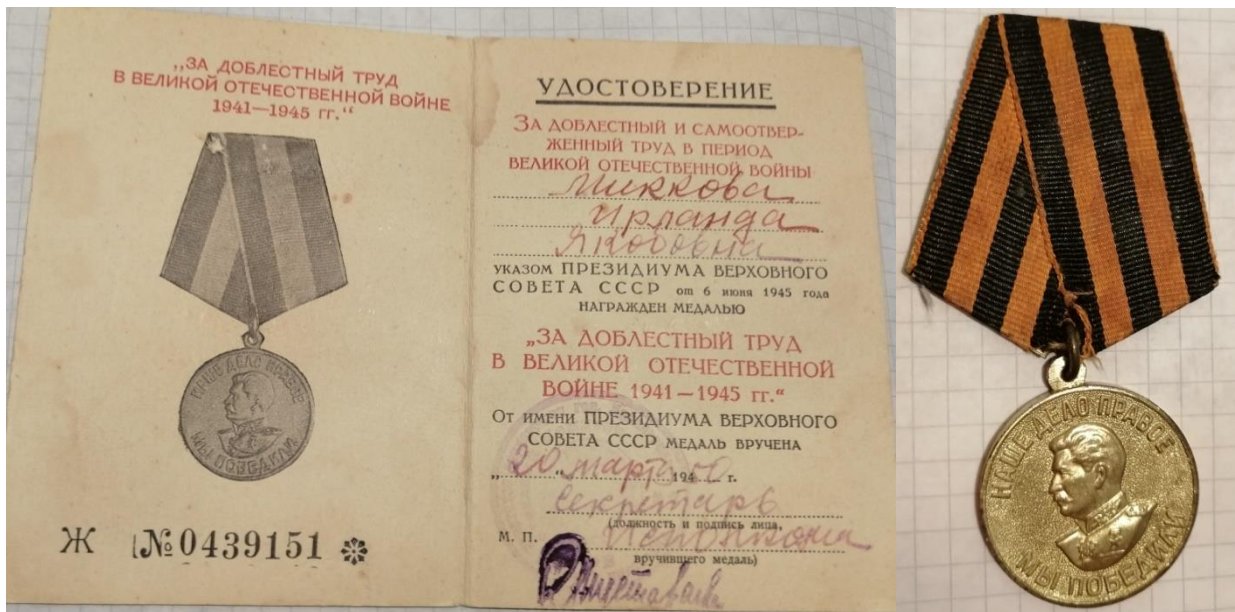 „ЗА ДОБЛЕСТНЫЙ ТРУД
В ВЕЛИКОЙ ОТЕЧЕСТВЕННОЙ ВОЙНЕ
1941—1945 гг.“
НАШЕ ДЕЛО ПРАВОЕ
МЫ ПОБЕДИЛИ
Ж №0439151
УДОСТОВЕРЕНИЕ
ЗА ДОБЛЕСТНЫЙ И САМООТВЕР-
ЖЕННЫЙ ТРУД В ПЕРИОД
ВЕЛИКОЙ ОТЕЧЕСТВЕННОЙ ВОЙНЫ
Миккова
Ирланда
Якововна
УКАЗОМ ПРЕЗИДИУМА ВЕРХОВНОГО
СОВЕТА СССР от 6 июня 1945 года
НАГРАЖДЕН МЕДАЛЬЮ
„ЗА ДОБЛЕСТНЫЙ ТРУД
В ВЕЛИКОЙ ОТЕЧЕСТВЕННОЙ
ВОЙНЕ 1941—1945 гг.“
От имени ПРЕЗИДИУМА ВЕРХОВНОГО
СОВЕТА СССР МЕДАЛЬ ВРУЧЕНА
„20“ март 194 г.
Секретарь
(должность и подпись лица,
М. П.
вручившего медаль)
НАШЕ ДЕЛО ПРАВОЕ
МЫ ПОБЕДИЛИ